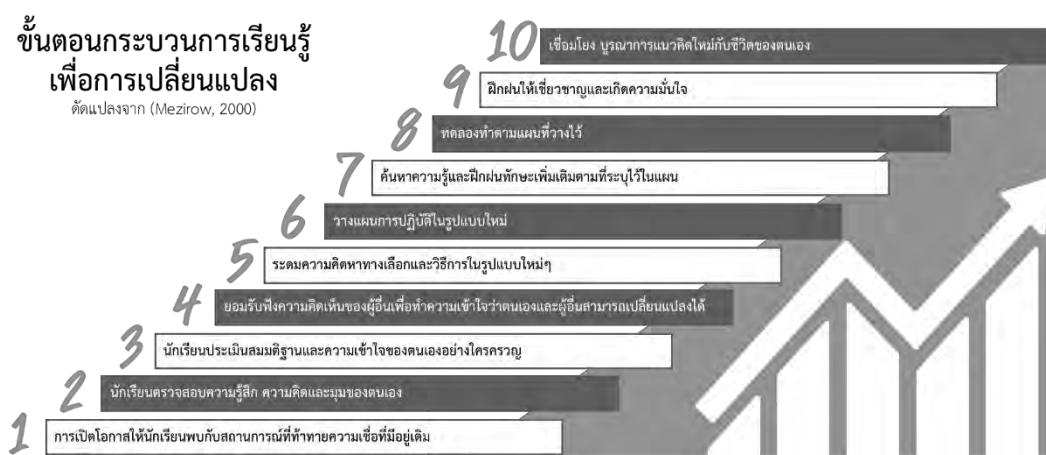 ขั้นตอนกระบวนการเรียนรู้
เพื่อการเปลี่ยนแปลง
ดัดแปลงจาก (Mezirow, 2000)
10 เชื่อมโยง บูรณาการแนวคิดใหม่กับชีวิตของตนเอง
9 ฝึกฝนให้เชี่ยวชาญและเกิดความมั่นใจ
8 ทดลองทำตามแผนที่วางไว้
7 ค้นหาความรู้และฝึกฝนทักษะเพิ่มเติมตามที่ระบุไว้ในแผน
6 วางแผนการปฏิบัติในรูปแบบใหม่
5 ระดมความคิดหาทางเลือกและวิธีการในรูปแบบใหม่ๆ
4 ยอมรับฟังความคิดเห็นของผู้อื่นเพื่อทำความเข้าใจว่าตนเองและผู้อื่นสามารถเปลี่ยนแปลงได้
3 นักเรียนประเมินสมมติฐานและความเข้าใจของตนเองอย่างใคร่ครวญ
2 นักเรียนตรวจสอบความรู้สึก ความคิดและมุมของตนเอง
1 การเปิดโอกาสให้นักเรียนพบกับสถานการณ์ที่ท้าทายความเชื่อที่มีอยู่เดิม